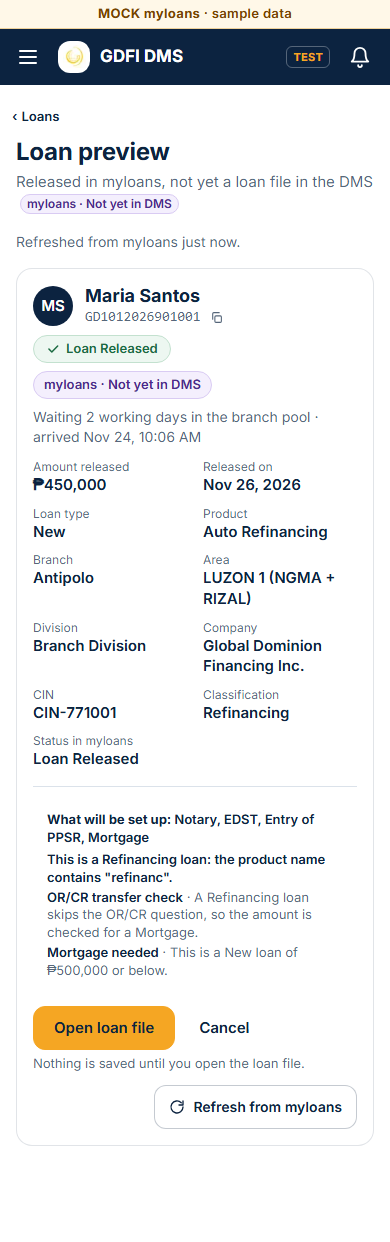 MOCK myloans · sample data
GDFI DMS
TEST
‹ Loans
Loan preview
Released in myloans, not yet a loan file in the DMS
myloans · Not yet in DMS
Refreshed from myloans just now.
MS
Maria Santos
GD1012026901001
Loan Released
myloans · Not yet in DMS
Waiting 2 working days in the branch pool ·
arrived Nov 24, 10:06 AM
Amount released
₱450,000
Released on
Nov 26, 2026
Loan type
New
Product
Auto Refinancing
Branch
Antipolo
Area
LUZON 1 (NGMA +
RIZAL)
Division
Branch Division
Company
Global Dominion
Financing Inc.
CIN
CIN-771001
Classification
Refinancing
Status in myloans
Loan Released
What will be set up: Notary, EDST, Entry of
PPSR, Mortgage
This is a Refinancing loan: the product name
contains "refinanc".
OR/CR transfer check · A Refinancing loan
skips the OR/CR question, so the amount is
checked for a Mortgage.
Mortgage needed · This is a New loan of
₱500,000 or below.
Open loan file
Cancel
Nothing is saved until you open the loan file.
Refresh from myloans